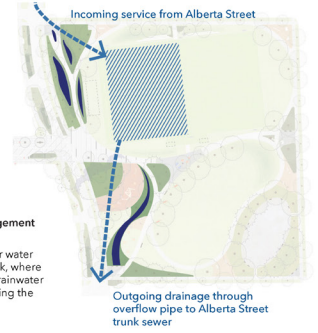 Incoming service from Alberta Street
gement
r water
k, where
rainwater
ing the
Outgoing drainage through
overflow pipe to Alberta Street
trunk sewer